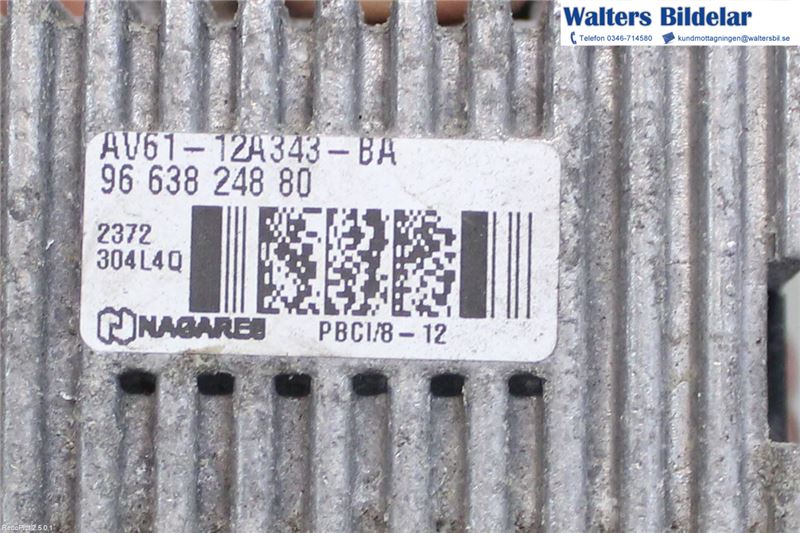 Walters Bildelar
Telefon 0346-714580 kundmottagningen@waltersbil.se
AV61-12A343-BA
96 638 248 80
2372
304L4Q
NAGARES PBCI/8-12